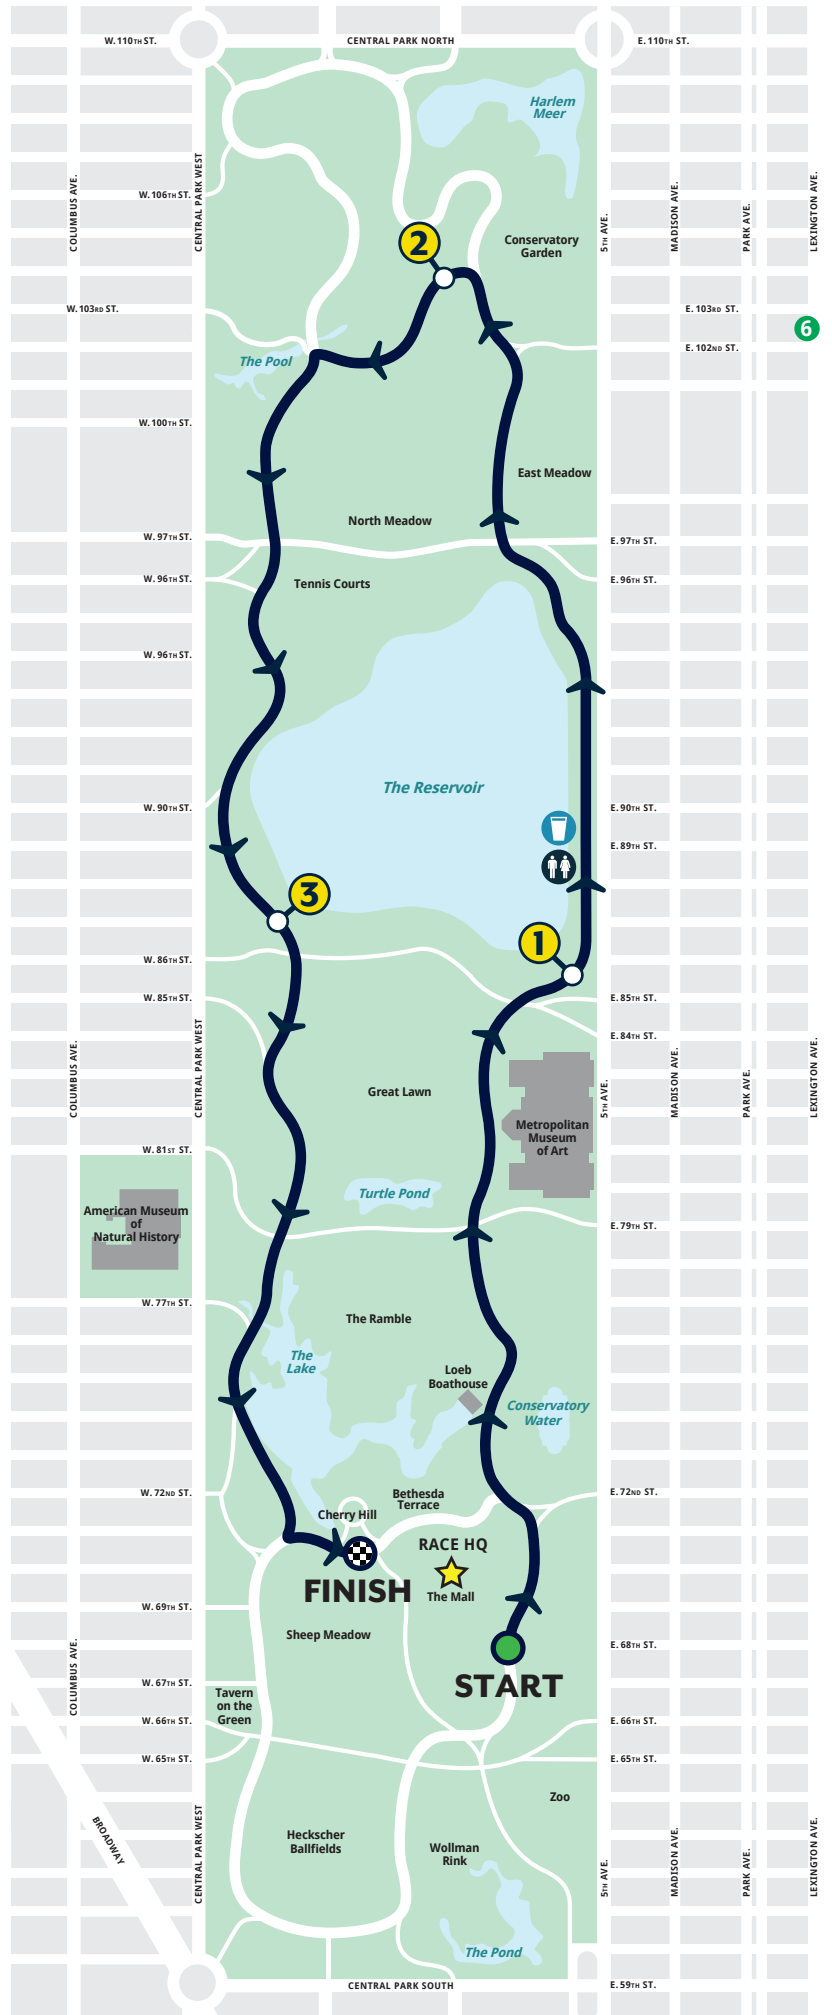 W. 110TH ST.
CENTRAL PARK NORTH
E. 110TH ST.
Harlem
Meer
COLUMBUS AVE.
CENTRAL PARK WEST
W. 106TH ST.
5TH AVE.
MADISON AVE.
PARK AVE.
LEXINGTON AVE.
2
Conservatory
Garden
W. 103RD ST.
E. 103RD ST.
6
E. 102ND ST.
The Pool
W. 100TH ST.
East Meadow
North Meadow
W. 97TH ST.
E. 97TH ST.
W. 96TH ST.
Tennis Courts
E. 96TH ST.
W. 96TH ST.
The Reservoir
W. 90TH ST.
E. 90TH ST.
E. 89TH ST.
3
1
W. 86TH ST.
W. 85TH ST.
E. 85TH ST.
E. 84TH ST.
COLUMBUS AVE.
CENTRAL PARK WEST
5TH AVE.
MADISON AVE.
PARK AVE.
LEXINGTON AVE.
Great Lawn
Metropolitan
Museum
of Art
W. 81ST ST.
Turtle Pond
American Museum
of
Natural History
E. 79TH ST.
W. 77TH ST.
The Ramble
The
Lake
Loeb
Boathouse
Conservatory
Water
W. 72ND ST.
E. 72ND ST.
Bethesda
Terrace
Cherry Hill
RACE HQ
FINISH
The Mall
W. 69TH ST.
Sheep Meadow
E. 68TH ST.
COLUMBUS AVE.
W. 67TH ST.
START
Tavern
on the
Green
W. 66TH ST.
E. 66TH ST.
W. 65TH ST.
E. 65TH ST.
Zoo
BROADWAY
CENTRAL PARK WEST
Heckscher
Ballfields
Wollman
Rink
5TH AVE.
MADISON AVE.
PARK AVE.
LEXINGTON AVE.
The Pond
CENTRAL PARK SOUTH
E. 59TH ST.